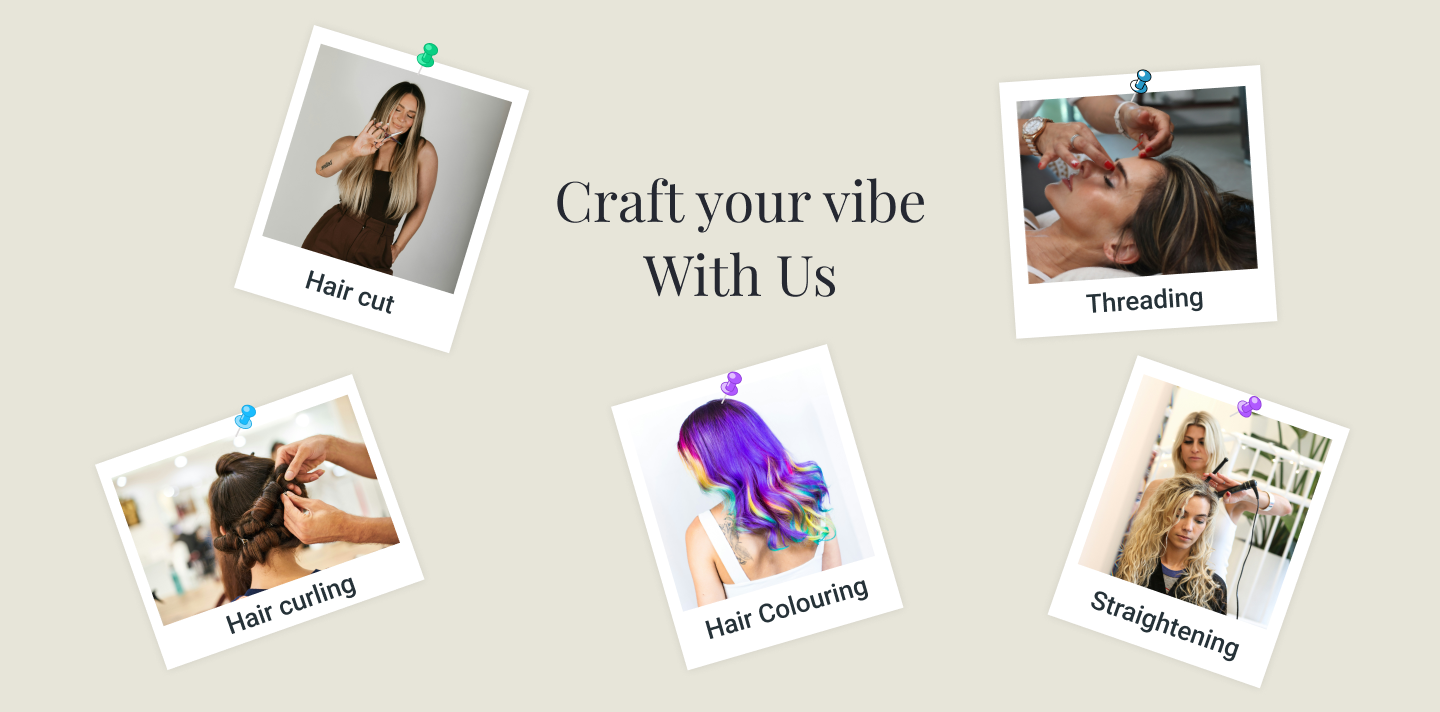 Craft your vibe
With Us
Hair cut
Threading
Hair curling
Hair Colouring
Straightening